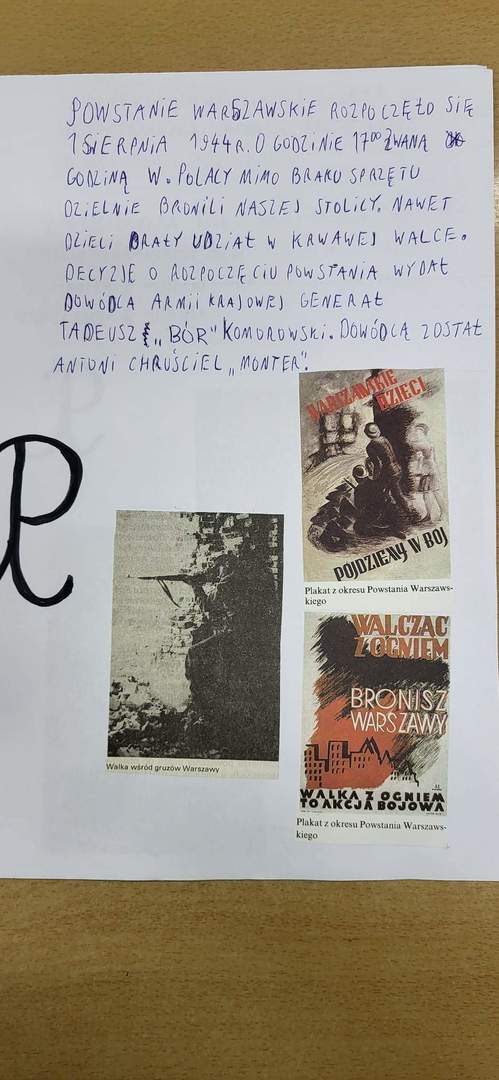 POWSTANIE WARSZAWSKIE ROZPOCZĘŁO SIĘ
1 SIERPNIA 1944R. O GODZINIE 17⁰⁰ ZWANĄ
GODZINĄ W. POLACY MIMO BRAKU SPRZĘTU
DZIELNIE BRONILI NASZEJ STOLICY. NAWET
DZIECI BRAŁY UDZIAŁ W KRWAWEJ WALCE.
DECYZJE O ROZPOCZĘCIU POWSTANIA WYDAŁ
DOWÓDCA ARMII KRAJOWEJ GENERAŁ
TADEUSZ „BÓR" KOMOROWSKI. DOWÓDCĄ ZOSTAŁ
ANTONI CHRUŚCIEL „MONTER".
WARSZAWSKIE
DZIECI
POJDZIEMY W BOJ
Plakat z okresu Powstania Warszaws-
kiego
Walka wśród gruzów Warszawy
WALCZĄC
Z OGNIEM
BRONISZ
WARSZAWY
WALKA Z OGNIEM
TO AKCJA BOJOWA
Plakat z okresu Powstania Warszaws-
kiego